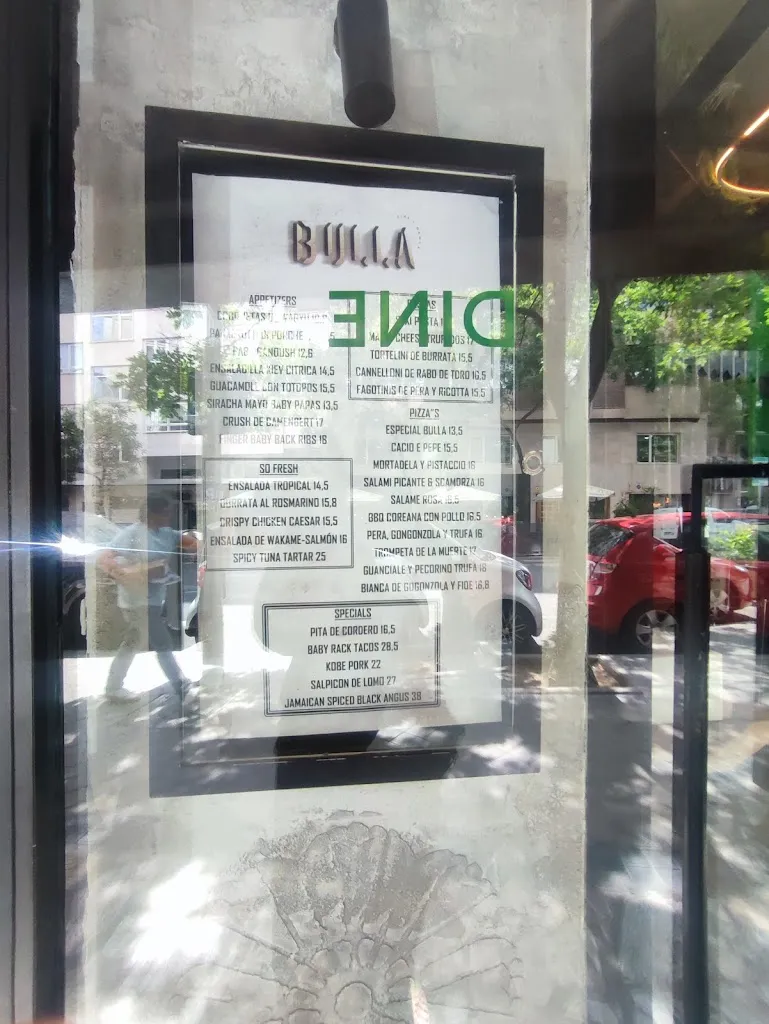 BULLA
DINE
APPETIZERS
ENSALADILLA KIEV CITRICA 14,5
GUACAMOLE CON TOTOPOS 15,5
SIRACHA MAYO BABY PAPAS 13,5
CRUSH DE CAMENBERT 17
FINGER BABY BACK RIBS 18
SO FRESH
ENSALADA TROPICAL 14,5
BURRATA AL ROSMARINO 15,8
CRISPY CHICKEN CAESAR 15,5
ENSALADA DE WAKAME-SALMÓN 16
SPICY TUNA TARTAR 25
TORTELINI DE BURRATA 15,5
CANNELLONI DE RABO DE TORO 16,5
FAGOTINIS DE PERA Y RICOTTA 15,5
PIZZA"S
ESPECIAL BULLA 13,5
CACIO E PEPE 15,5
MORTADELA Y PISTACCIO 16
SALAMI PICANTE & SCAMORZA 16
SALAME ROSA
BBQ COREANA CON POLLO 16,5
PERA, GONGONZOLA Y TRUFA 16
TROMPETA DE LA MUERTE 17
GUANCIALE Y PECORINO TRUFA 18
BIANCA DE GOGONZOLA Y FIDE 16,8
SPECIALS
PITA DE CORDERO 16,5
BABY RACK TACOS 28,5
KOBE PORK 22
SALPICON DE LOMO 27
JAMAICAN SPICED BLACK ANGUS 38